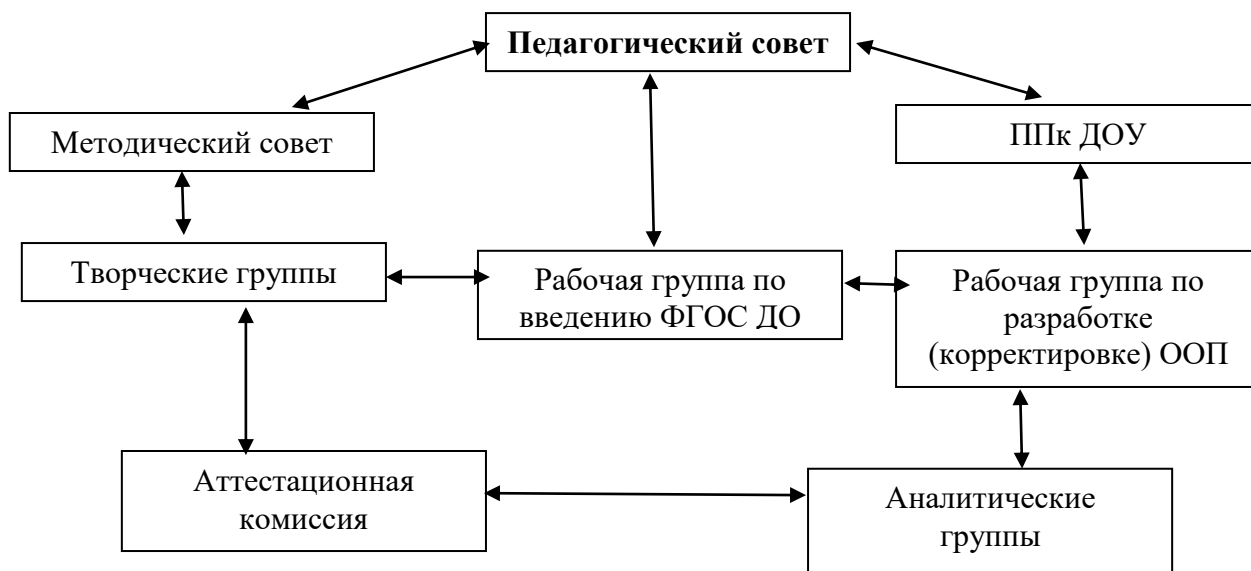 Педагогический совет
Методический совет
ППк ДОУ
Творческие группы
Рабочая группа по
введению ФГОС ДО
Рабочая группа по
разработке
(корректировке) ООП
Аттестационная
комиссия
Аналитические
группы